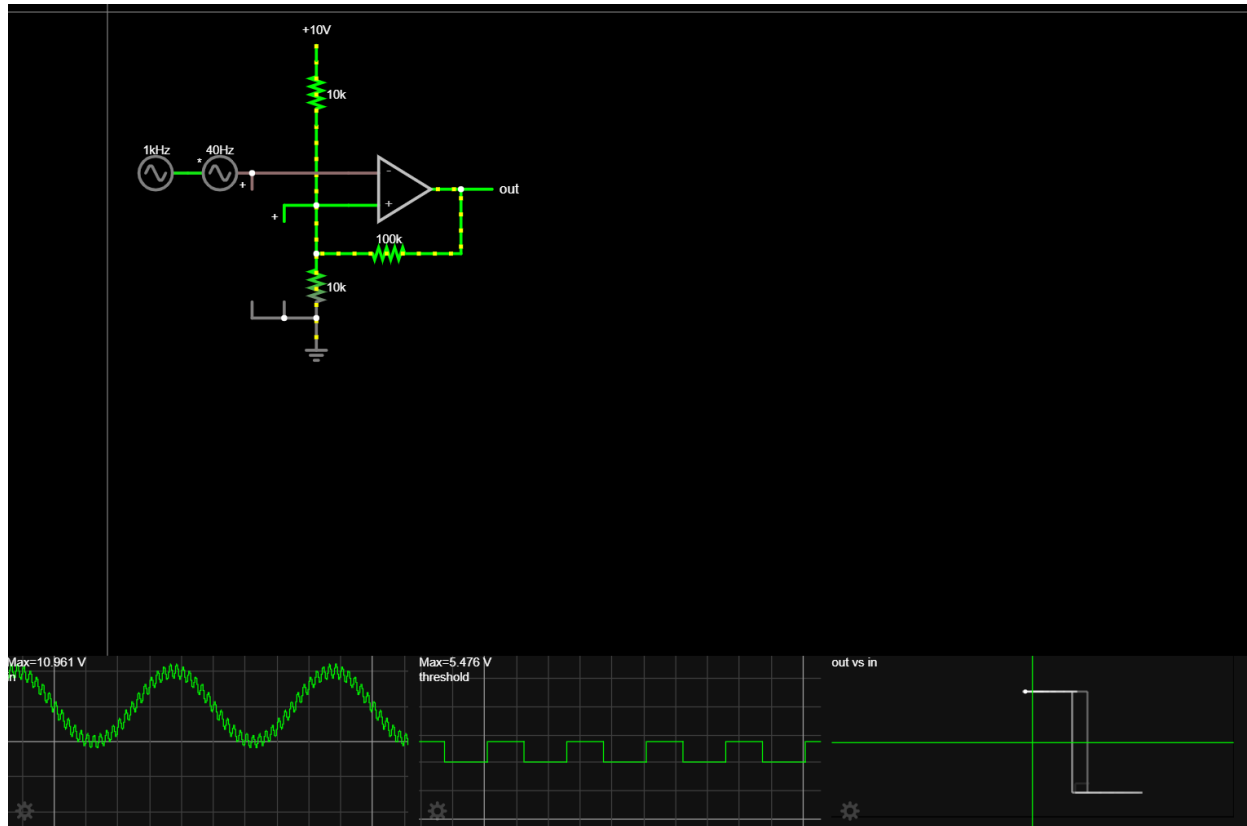 +10V
10k
1kHz
*
40Hz
-
+
+
+
out
100k
10k
Max=10.961 V
in
Max=5.476 V
threshold
out vs in